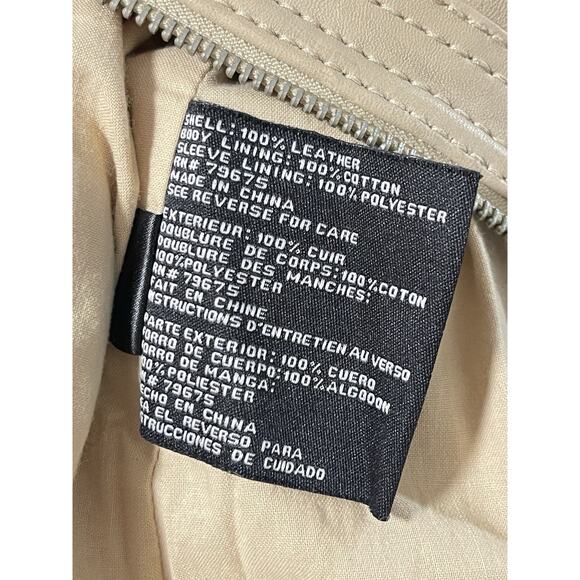 SHELL: 100% LEATHER
BODY LINING: 100% COTTON
SLEEVE LINING: 100% POLYESTER
RN# 79675
MADE IN CHINA
SEE REVERSE FOR CARE
EXTERIEUR: 100% CUIR
DOUBLURE DE CORPS: 100% COTON
DOUBLURE DES MANCHES:
100% POLYESTER
RN# 79675
FAIT EN CHINE
INSTRUCTIONS D'ENTRETIEN AU VERSO
PARTE EXTERIOR: 100% CUERO
FORRO DE CUERPO: 100% ALGODON
FORRO DE MANGA:
100% POLIESTER
RN# 79675
HECHO EN CHINA
VEA EL REVERSO PARA
INSTRUCCIONES DE CUIDADO